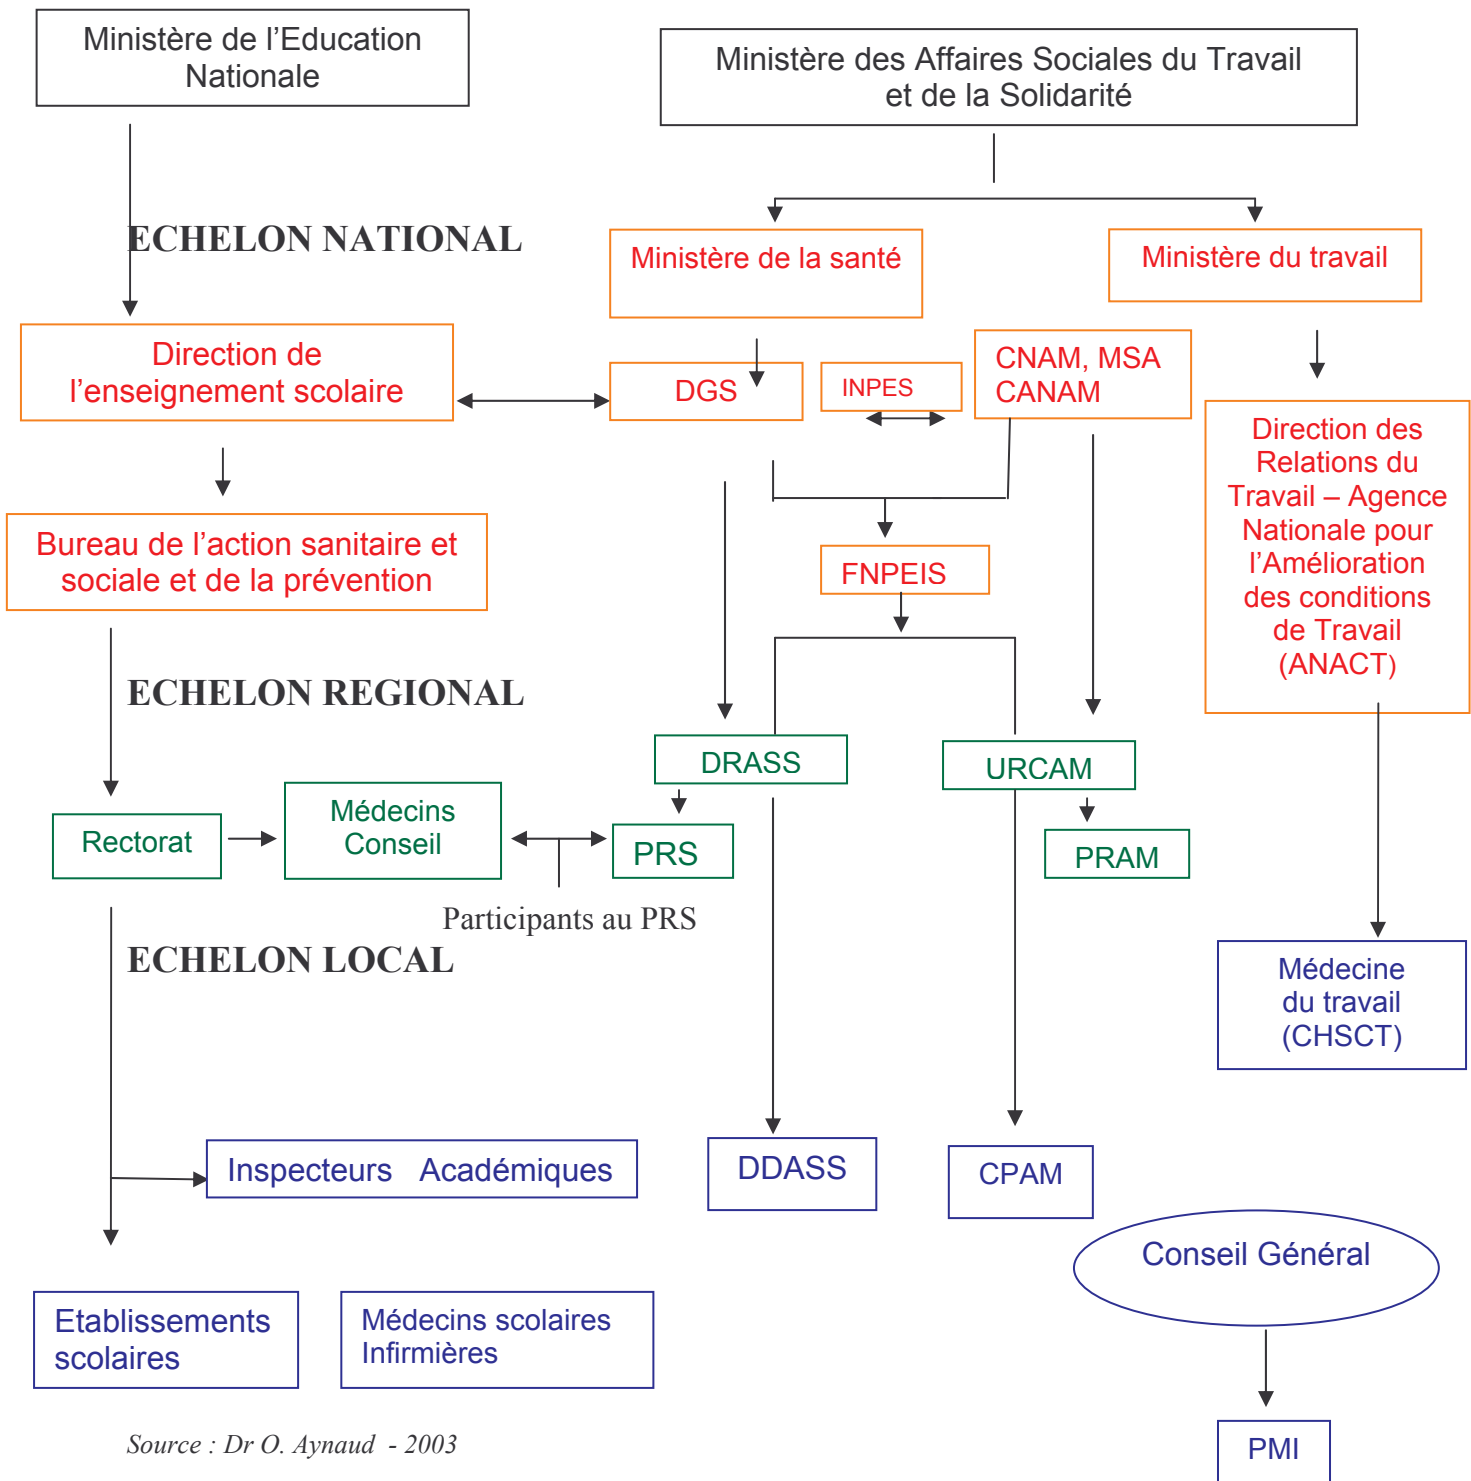 Ministère de l’Education
Nationale
Ministère des Affaires Sociales du Travail
et de la Solidarité
ECHELON NATIONAL
Ministère de la santé
Ministère du travail
Direction de
l’enseignement scolaire
DGS
INPES
CNAM, MSA
CANAM
Direction des
Relations du
Travail – Agence
Nationale pour
l’Amélioration
des conditions
de Travail
(ANACT)
Bureau de l’action sanitaire et
sociale et de la prévention
FNPEIS
ECHELON REGIONAL
DRASS
URCAM
Rectorat
Médecins
Conseil
PRS
PRAM
Participants au PRS
ECHELON LOCAL
Médecine
du travail
(CHSCT)
Inspecteurs Académiques
DDASS
CPAM
Conseil Général
Etablissements
scolaires
Médecins scolaires
Infirmières
PMI
Source : Dr O. Aynaud - 2003